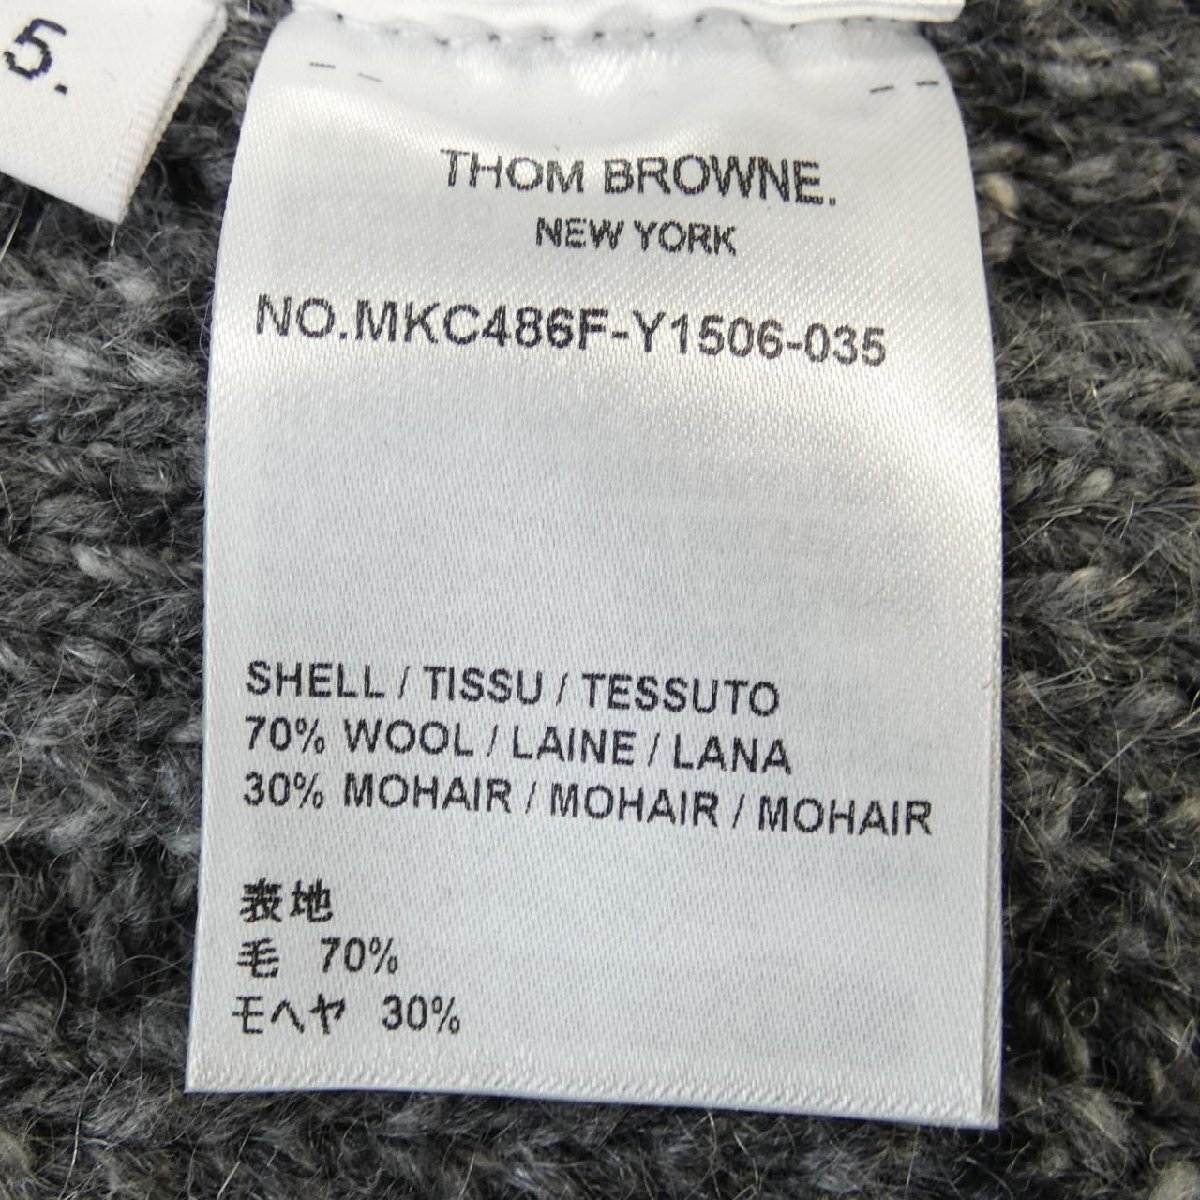 5.
THOM BROWNE.
NEW YORK
NO.MKC486F-Y1506-035
SHELL / TISSU / TESSUTO
70% WOOL / LAINE / LANA
30% MOHAIR / MOHAIR / MOHAIR
表地
毛 70%
モヘヤ 30%